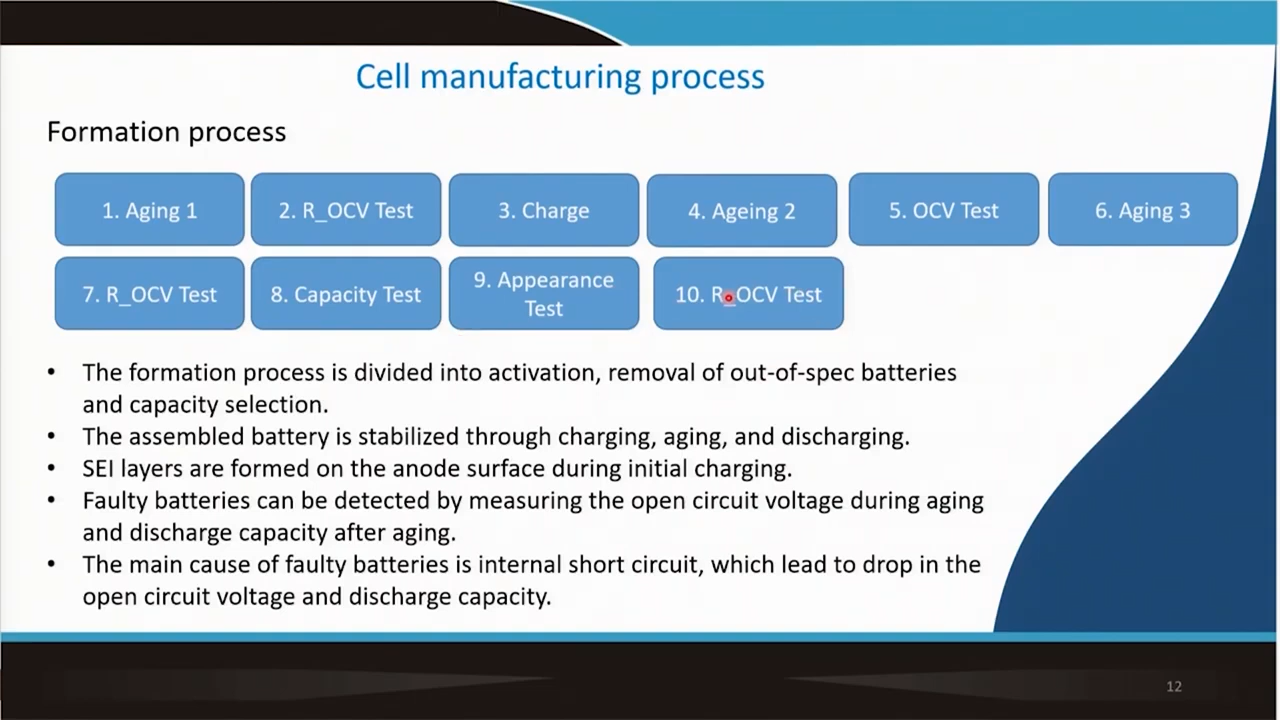 Cell manufacturing process
Formation process
1. Aging 1
2. R_OCV Test
3. Charge
4. Ageing 2
5. OCV Test
6. Aging 3
7. R_OCV Test
8. Capacity Test
9. Appearance
Test
10. R_OCV Test
• The formation process is divided into activation, removal of out-of-spec batteries
and capacity selection.
• The assembled battery is stabilized through charging, aging, and discharging.
• SEI layers are formed on the anode surface during initial charging.
• Faulty batteries can be detected by measuring the open circuit voltage during aging
and discharge capacity after aging.
• The main cause of faulty batteries is internal short circuit, which lead to drop in the
open circuit voltage and discharge capacity.
12